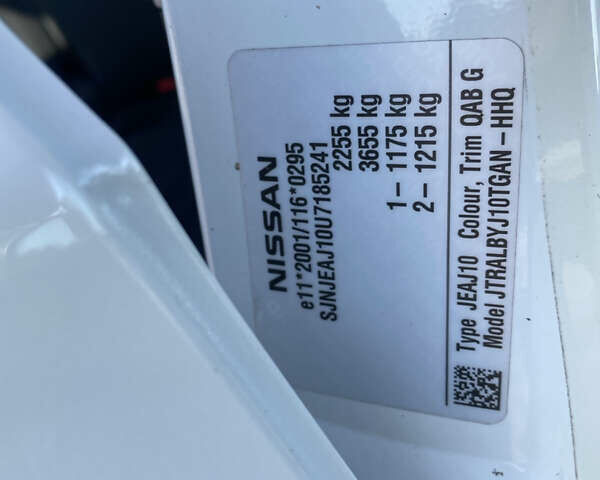 NISSAN
e11*2001/116*0295
SJNJEAJ10U7185241
2255 kg
3655 kg
1- 1175 kg
2- 1215 kg
Type JEAJ10 Colour, Trim QAB G
Model JTRALBYJ10TGAN-HHQ